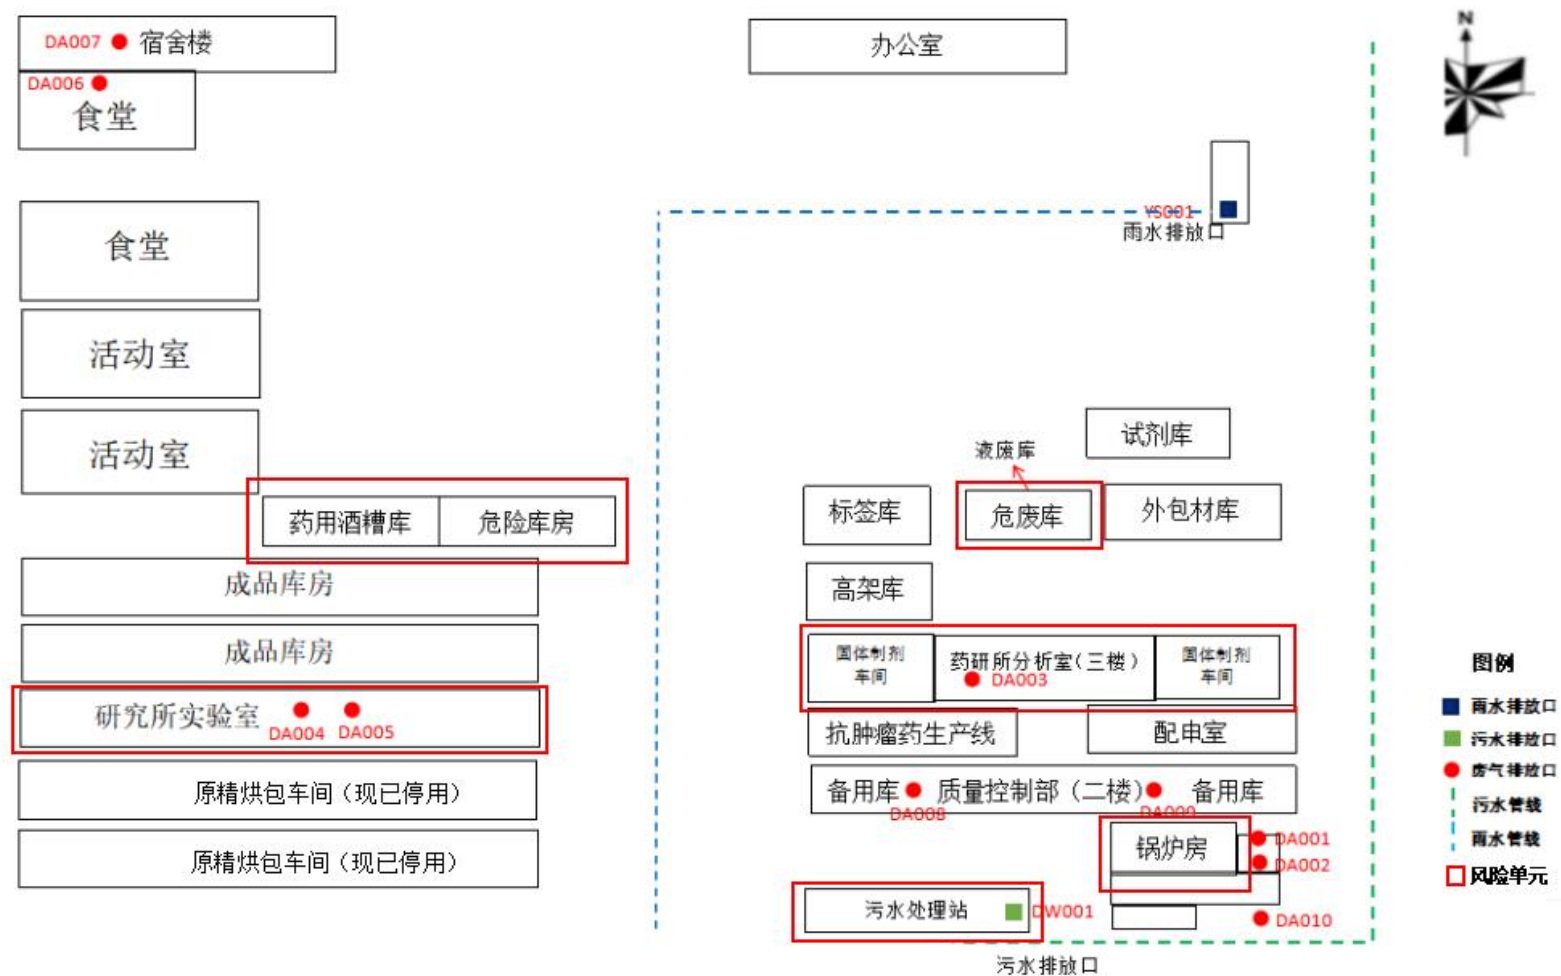 DA007 宿舍楼
办公室
N
DA006
食堂
YS001
雨水排放口
食堂
活动室
活动室
试剂库
液废库
标签库
危废库
外包材库
药用酒糟库
危险库房
成品库房
高架库
成品库房
固体制剂
车间
药研所分析室(三楼)
DA003
固体制剂
车间
研究所实验室
DA004
DA005
抗肿瘤药生产线
配电室
原精烘包车间（现已停用）
备用库
DA008
质量控制部（二楼）
DA009
备用库
锅炉房
DA001
DA002
原精烘包车间（现已停用）
污水处理站
DW001
DA010
污水排放口
图例
雨水排放口
污水排放口
废气排放口
污水管线
雨水管线
风险单元